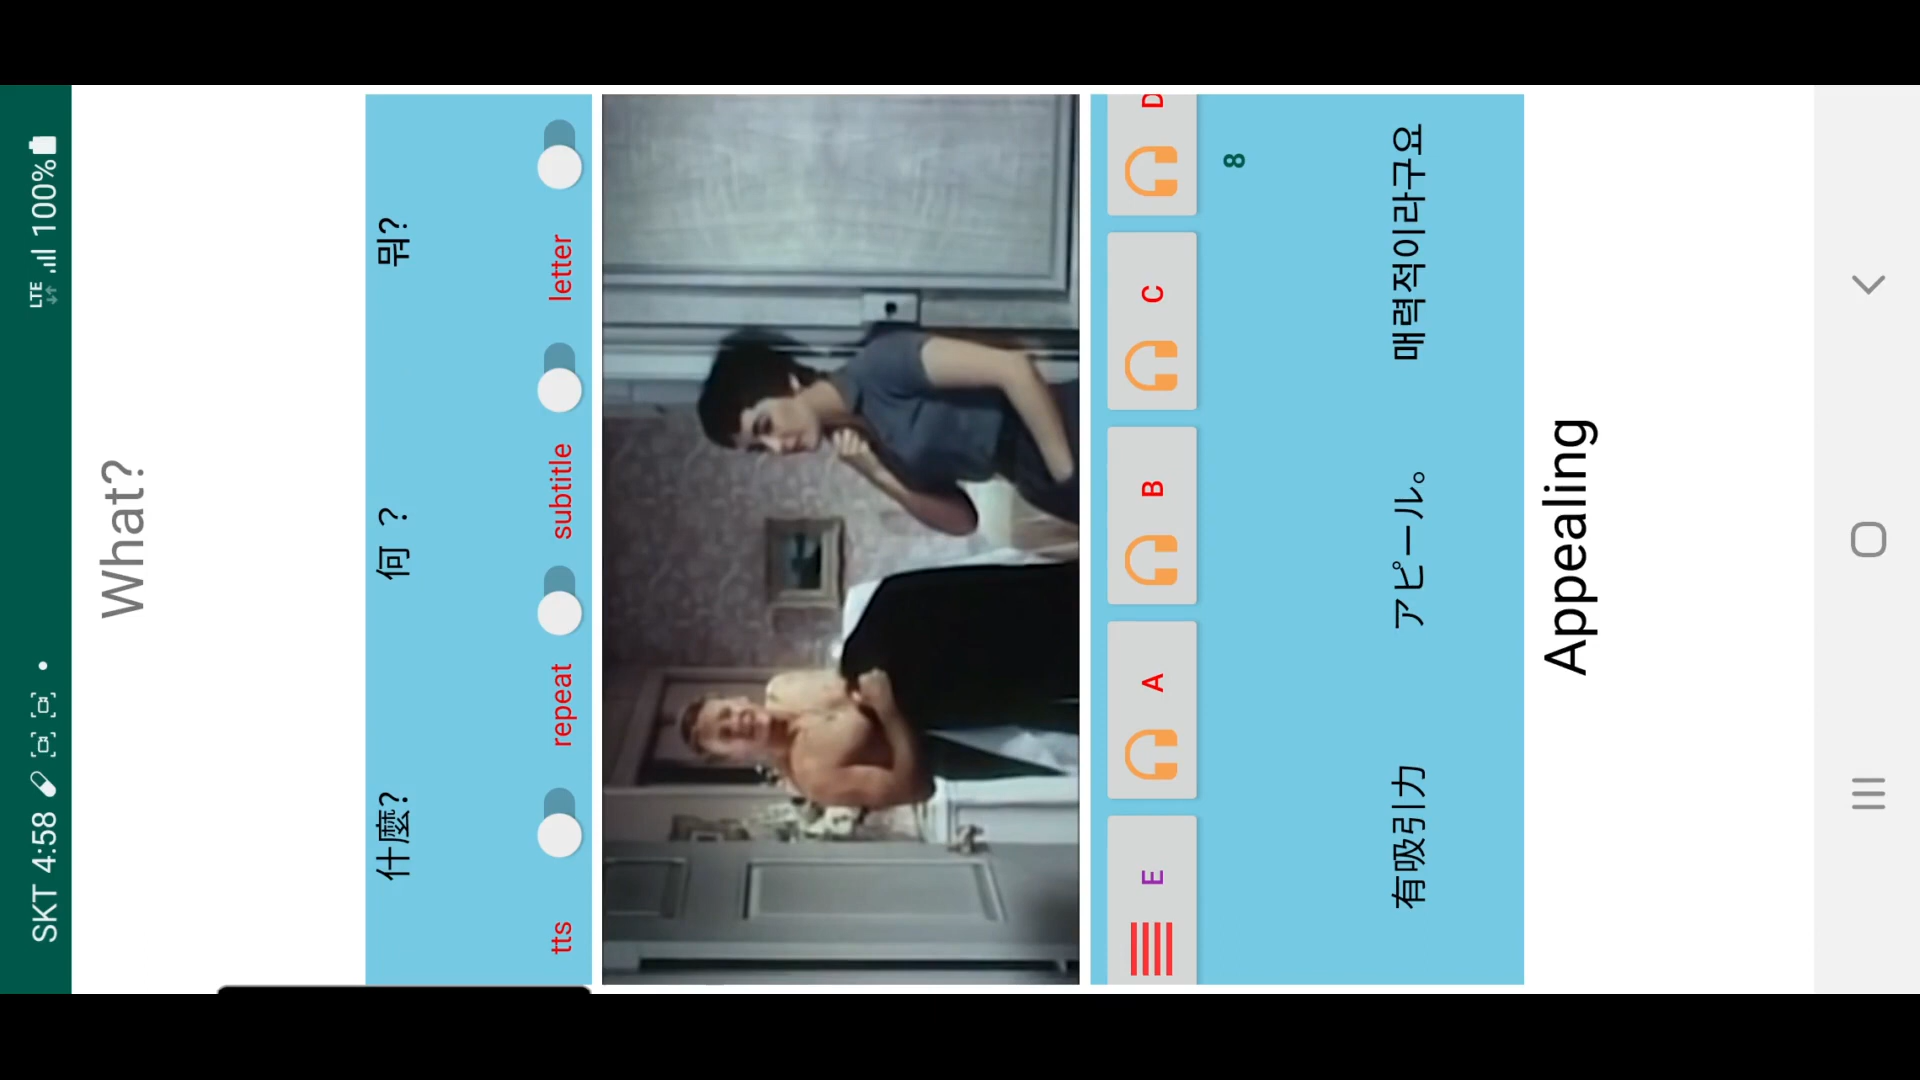 SKT 4:58 LTE 100%
What?
什麼? 何 ? 뭐?
tts repeat subtitle letter
E A B C D
8
有吸引力 アピール。 매력적이라구요
Appealing